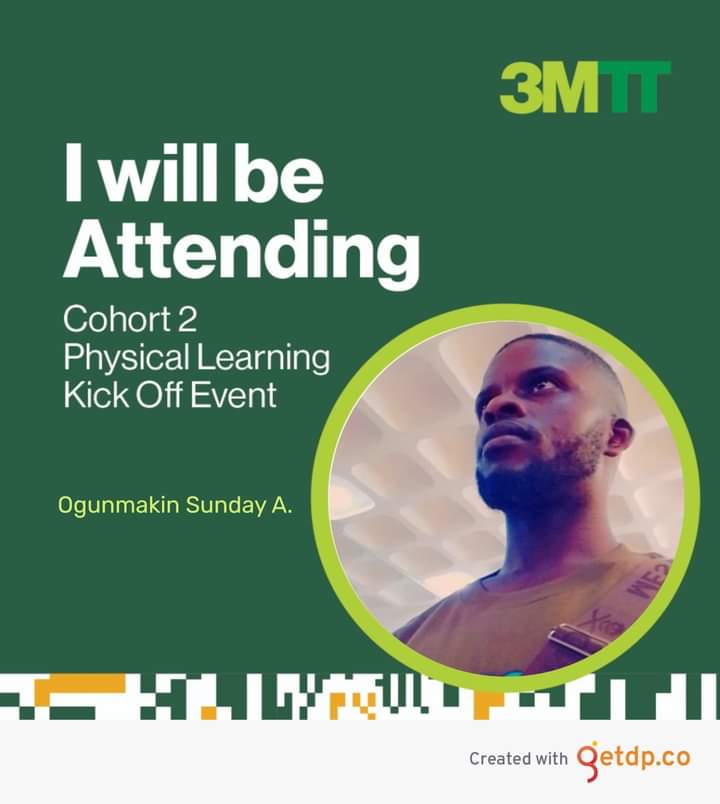 3MTT
I will be
Attending
Cohort 2
Physical Learning
Kick Off Event
Ogunmakin Sunday A.
Created with getdp.co